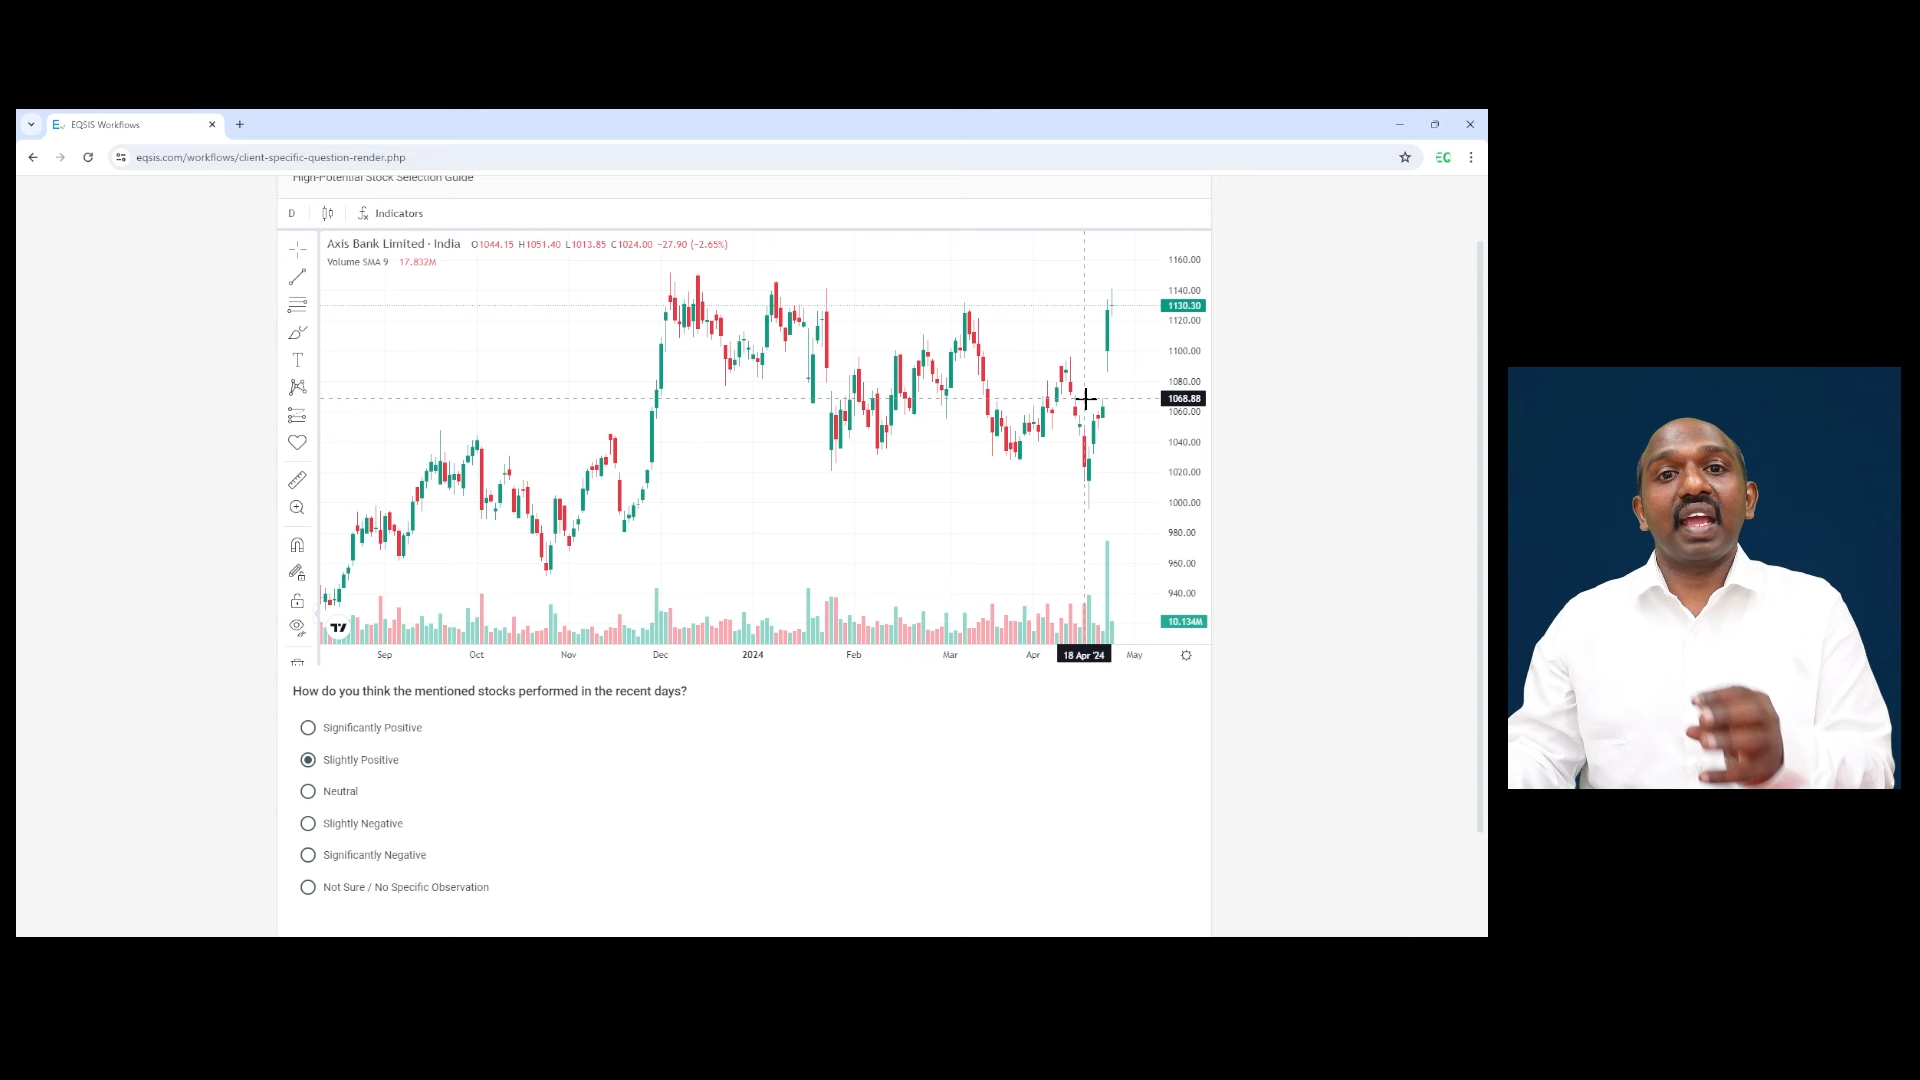 EQSIS Workflows
eqsis.com/workflows/client-specific-question-render.php
High-Potential Stock Selection Guide
D Indicators
Axis Bank Limited · India O1044.15 H1051.40 L1013.85 C1024.00 −27.90 (−2.65%)
Volume SMA 9 17.832M
1160.00
1140.00
1130.30
1120.00
1100.00
1080.00
1068.88
1060.00
1040.00
1020.00
1000.00
980.00
960.00
940.00
10.134M
Sep Oct Nov Dec 2024 Feb Mar Apr 18 Apr '24 May
How do you think the mentioned stocks performed in the recent days?
Significantly Positive
Slightly Positive
Neutral
Slightly Negative
Significantly Negative
Not Sure / No Specific Observation